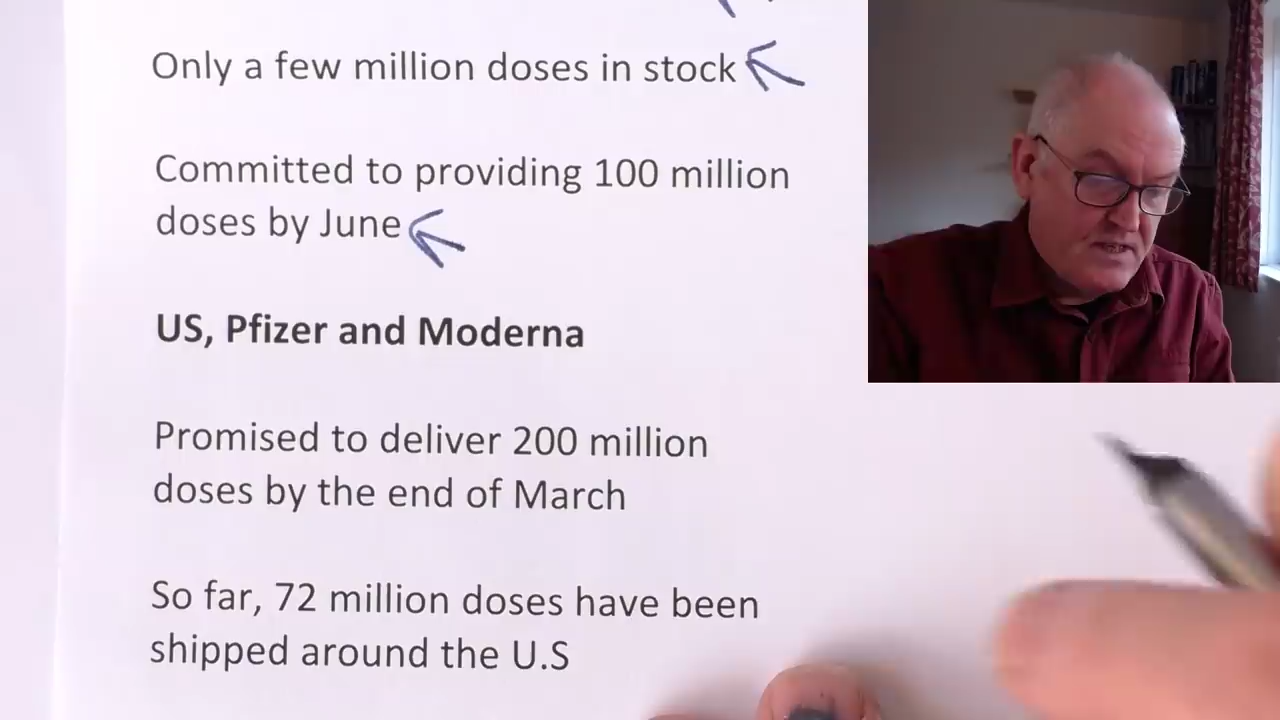 Only a few million doses in stock
Committed to providing 100 million
doses by June
US, Pfizer and Moderna
Promised to deliver 200 million
doses by the end of March
So far, 72 million doses have been
shipped around the U.S